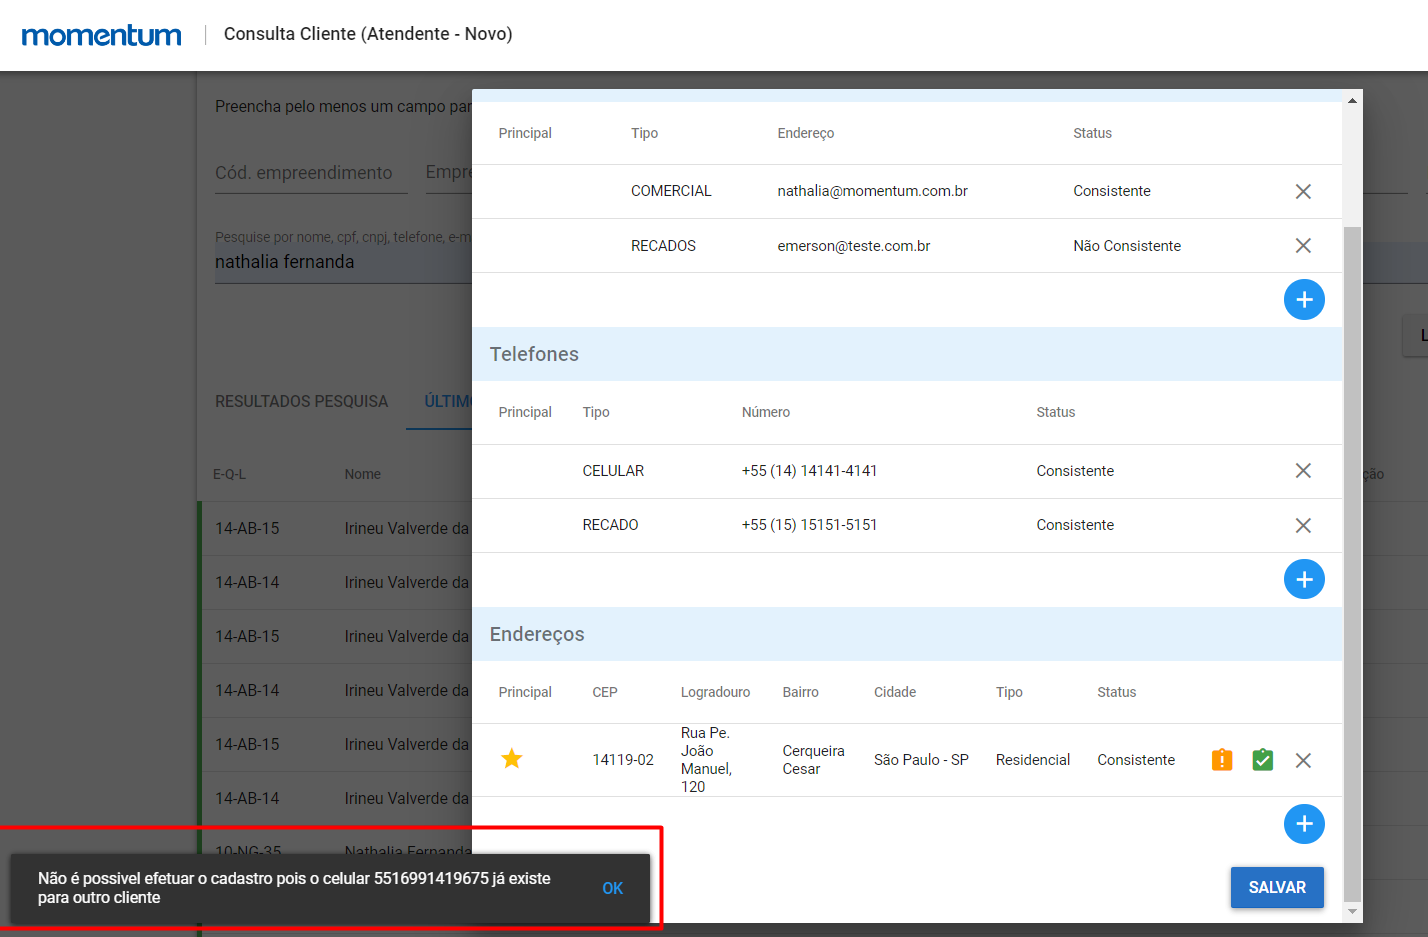 momentum
Consulta Cliente (Atendente - Novo)
Preencha pelo menos um campo par
Cód. empreendimento
Empre
Pesquise por nome, cpf, cnpj, telefone, e-m
nathalia fernanda
L
RESULTADOS PESQUISA
ÚLTIMO
E-Q-L
Nome
ção
14-AB-15
Irineu Valverde da
14-AB-14
Irineu Valverde da
14-AB-15
Irineu Valverde da
14-AB-14
Irineu Valverde da
14-AB-15
Irineu Valverde da
14-AB-14
Irineu Valverde da
10-NG-35
Nathalia Fernanda
Principal
Tipo
Endereço
Status
COMERCIAL
nathalia@momentum.com.br
Consistente
RECADOS
emerson@teste.com.br
Não Consistente
Telefones
Principal
Tipo
Número
Status
CELULAR
+55 (14) 14141-4141
Consistente
RECADO
+55 (15) 15151-5151
Consistente
Endereços
Principal
CEP
Logradouro
Bairro
Cidade
Tipo
Status
14119-02
Rua Pe.
João
Manuel,
120
Cerqueira
Cesar
São Paulo - SP
Residencial
Consistente
SALVAR
Não é possivel efetuar o cadastro pois o celular 5516991419675 já existe
para outro cliente
OK